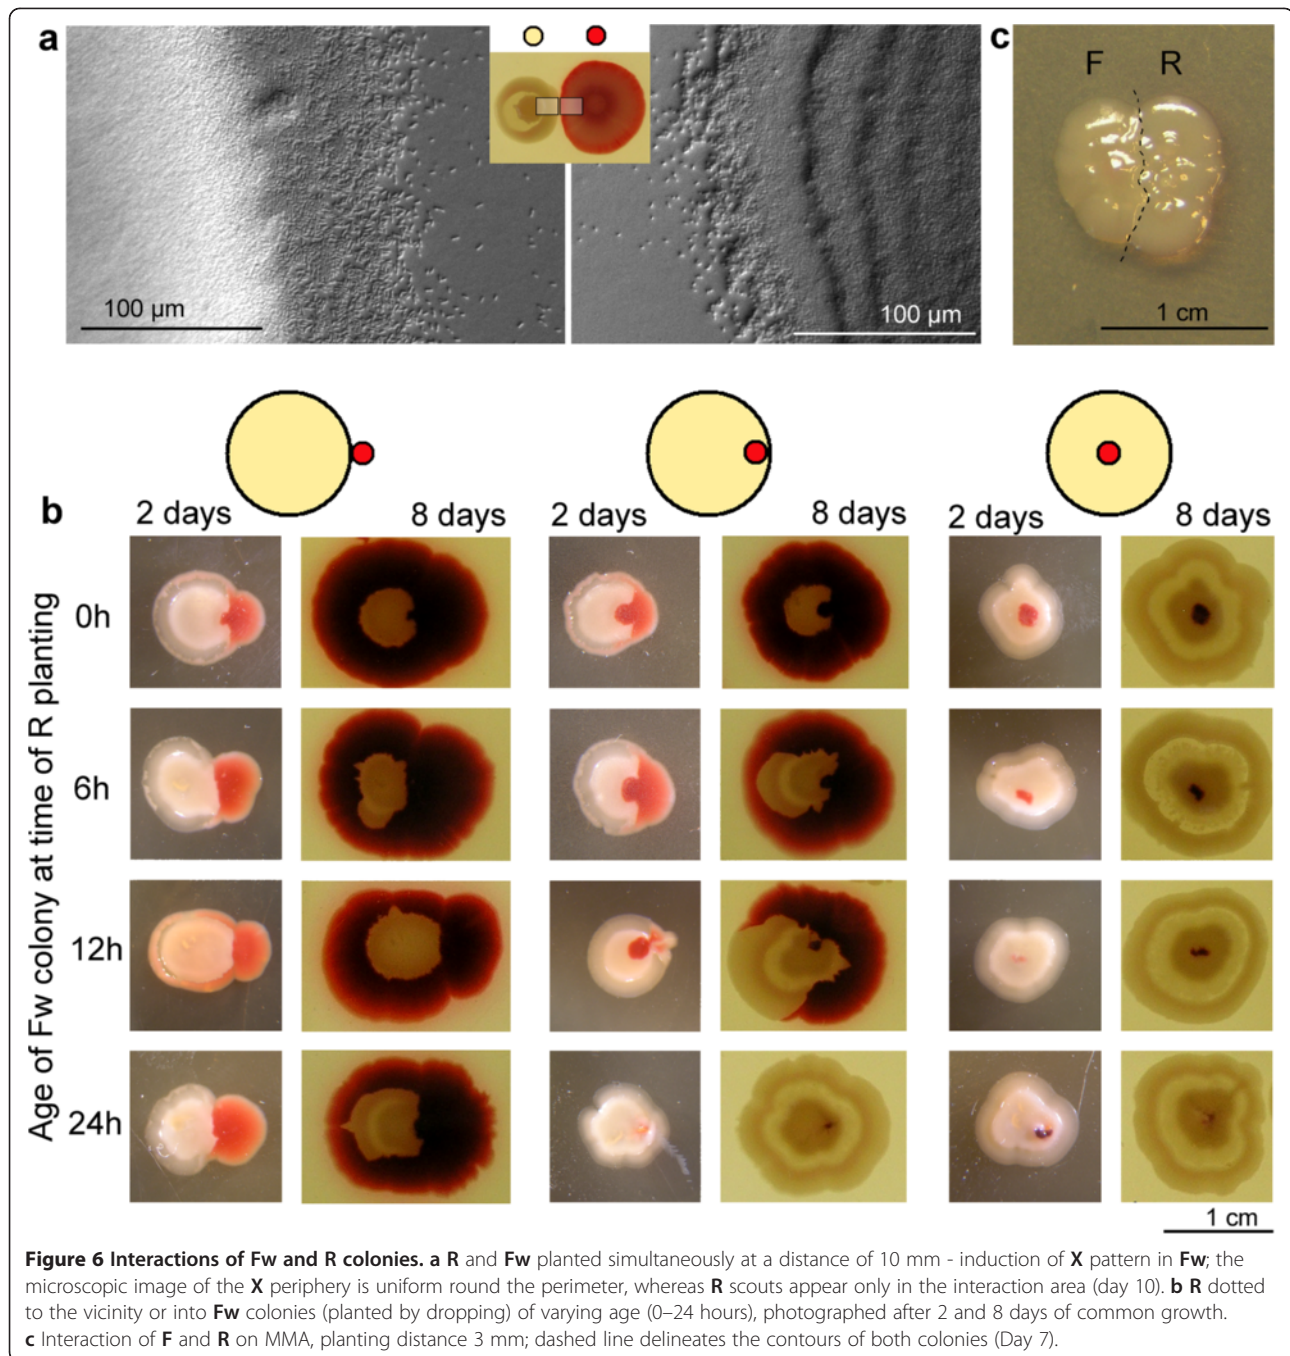 a
c
F R
100 µm
100 µm
1 cm
b
2 days 8 days 2 days 8 days 2 days 8 days
Age of Fw colony at time of R planting
0h
6h
12h
24h
1 cm
Figure 6 Interactions of Fw and R colonies. a R and Fw planted simultaneously at a distance of 10 mm - induction of X pattern in Fw; the
microscopic image of the X periphery is uniform round the perimeter, whereas R scouts appear only in the interaction area (day 10). b R dotted
to the vicinity or into Fw colonies (planted by dropping) of varying age (0–24 hours), photographed after 2 and 8 days of common growth.
c Interaction of F and R on MMA, planting distance 3 mm; dashed line delineates the contours of both colonies (Day 7).